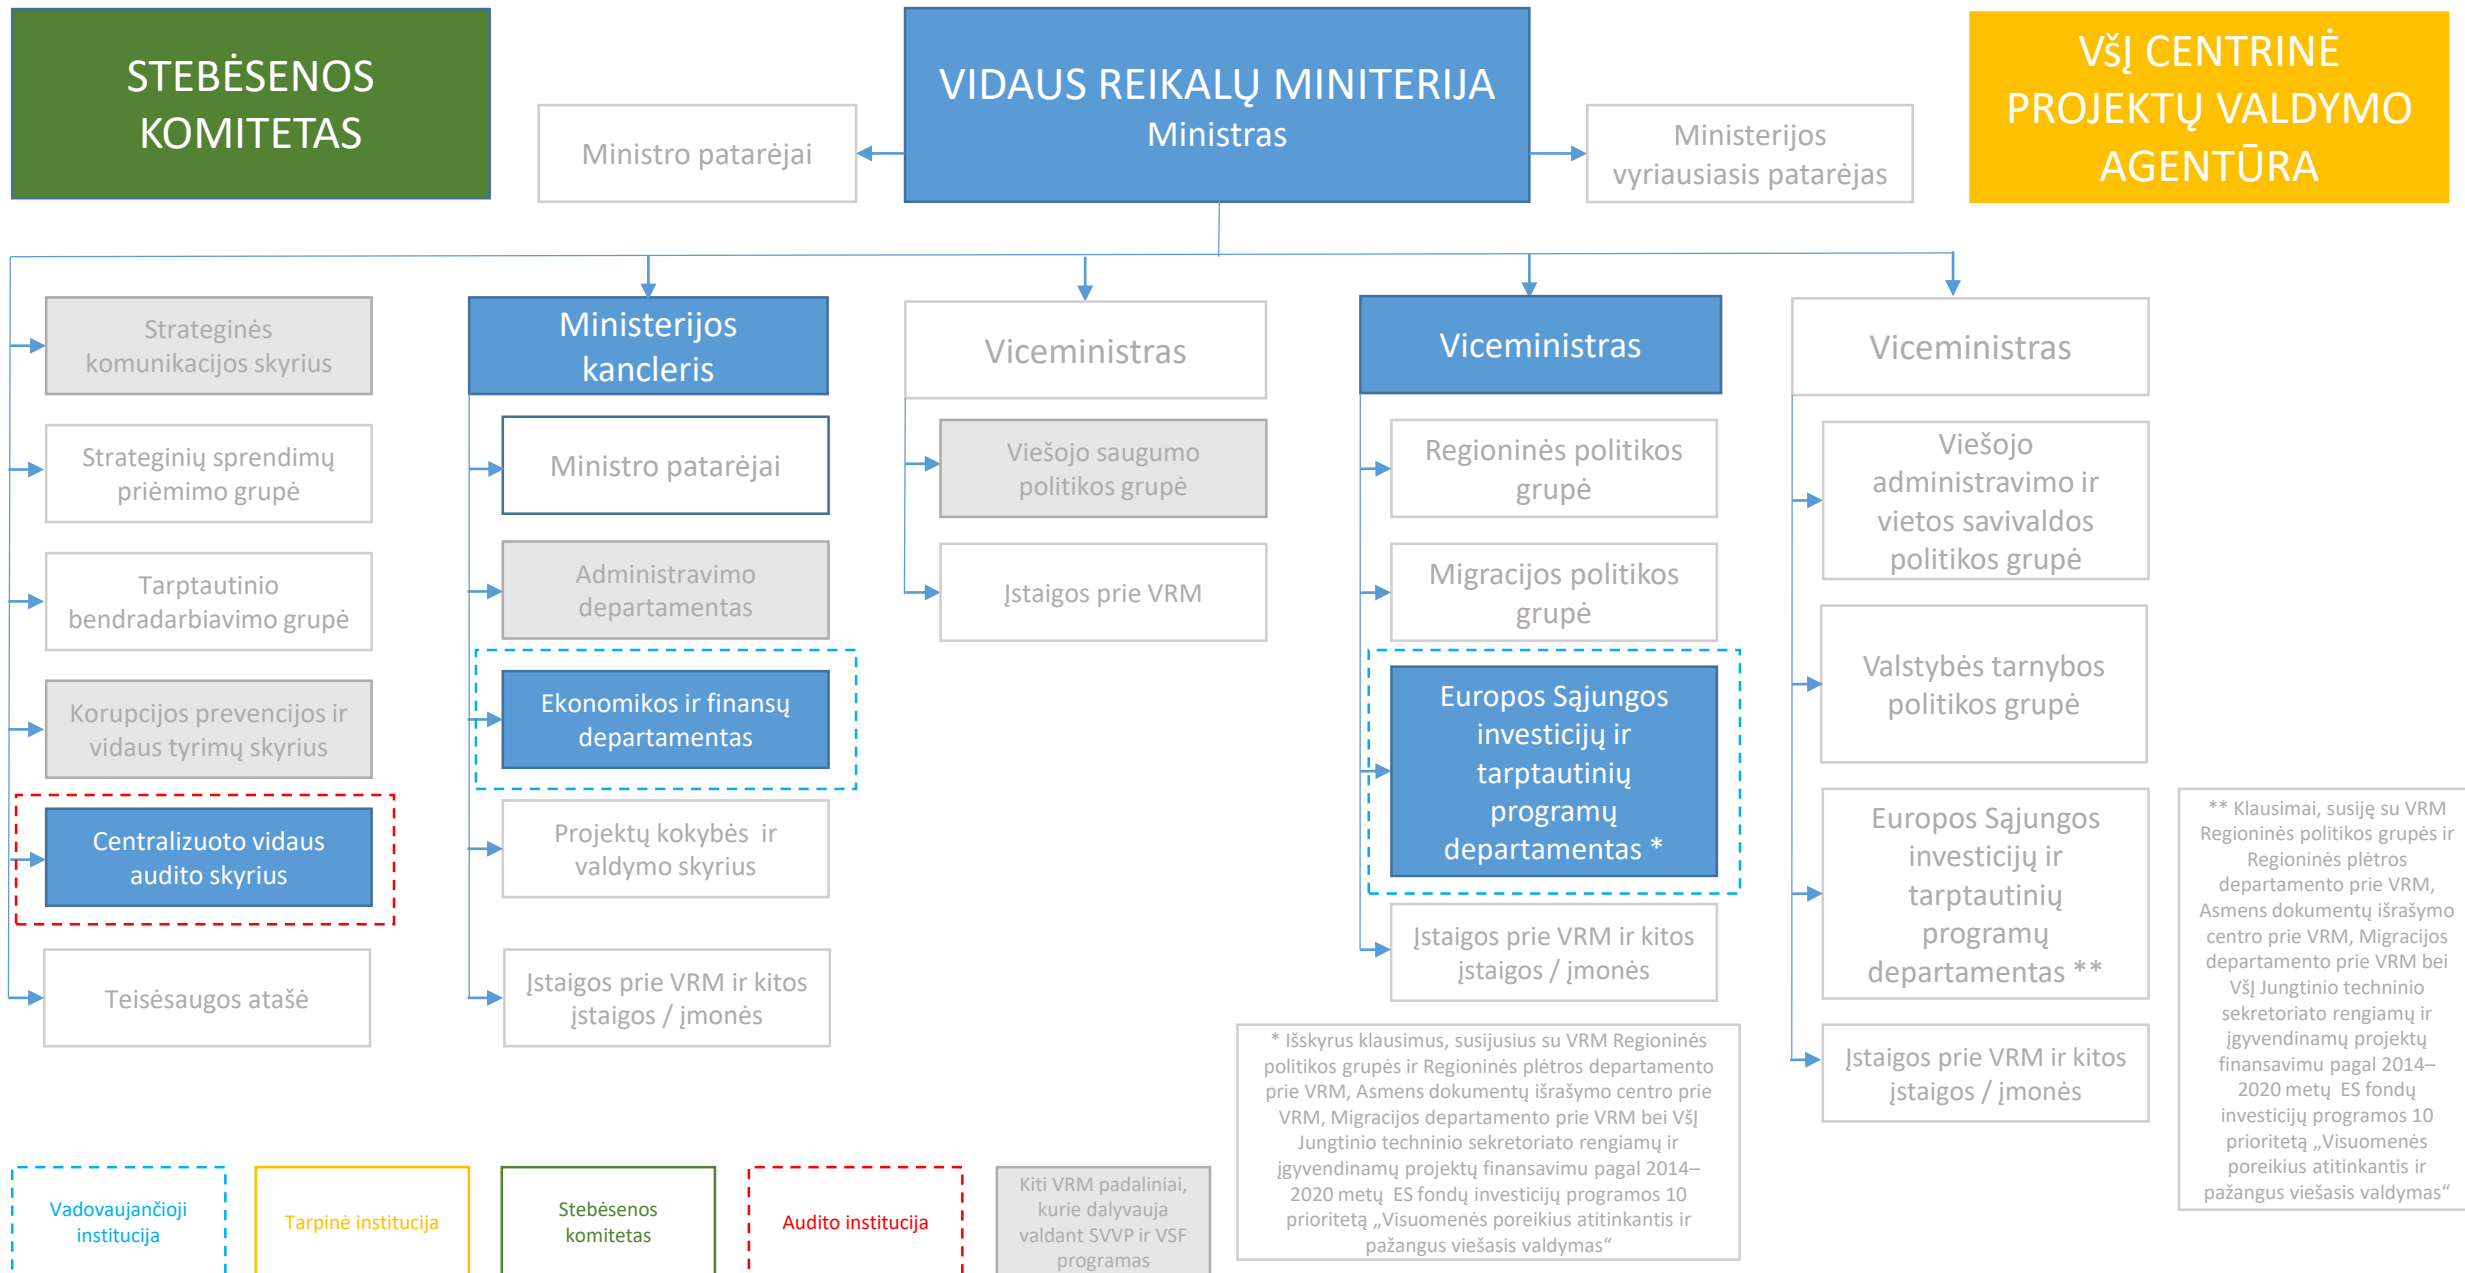 STEBĖSENOS
KOMITETAS
Ministro patarėjai
VIDAUS REIKALŲ MINITERIJA
Ministras
Ministerijos
vyriausiasis patarėjas
VšĮ CENTRINĖ
PROJEKTŲ VALDYMO
AGENTŪRA
Strateginės
komunikacijos skyrius
Strateginių sprendimų
priėmimo grupė
Tarptautinio
bendradarbiavimo grupė
Korupcijos prevencijos ir
vidaus tyrimų skyrius
Centralizuoto vidaus
audito skyrius
Teisėsaugos atašė
Ministerijos
kancleris
Ministro patarėjai
Administravimo
departamentas
Ekonomikos ir finansų
departamentas
Projektų kokybės ir
valdymo skyrius
Įstaigos prie VRM ir kitos
įstaigos / įmonės
Viceministras
Viešojo saugumo
politikos grupė
Įstaigos prie VRM
Viceministras
Regioninės politikos
grupė
Migracijos politikos
grupė
Europos Sąjungos
investicijų ir
tarptautinių
programų
departamentas *
Įstaigos prie VRM ir kitos
įstaigos / įmonės
Viceministras
Viešojo
administravimo ir
vietos savivaldos
politikos grupė
Valstybės tarnybos
politikos grupė
Europos Sąjungos
investicijų ir
tarptautinių
programų
departamentas **
Įstaigos prie VRM ir kitos
įstaigos / įmonės
** Klausimai, susiję su VRM
Regioninės politikos grupės ir
Regioninės plėtros
departamento prie VRM,
Asmens dokumentų išrašymo
centro prie VRM, Migracijos
departamento prie VRM bei
VšĮ Jungtinio techninio
sekretoriato rengiamų ir
įgyvendinamų projektų
finansavimu pagal 2014–
2020 metų ES fondų
investicijų programos 10
prioritetą „Visuomenės
poreikius atitinkantis ir
pažangus viešasis valdymas“
* Išskyrus klausimus, susijusius su VRM Regioninės
politikos grupės ir Regioninės plėtros departamento
prie VRM, Asmens dokumentų išrašymo centro prie
VRM, Migracijos departamento prie VRM bei VšĮ
Jungtinio techninio sekretoriato rengiamų ir
įgyvendinamų projektų finansavimu pagal 2014–
2020 metų ES fondų investicijų programos 10
prioritetą „Visuomenės poreikius atitinkantis ir
pažangus viešasis valdymas“
Vadovaujančioji
institucija
Tarpinė institucija
Stebėsenos
komitetas
Audito institucija
Kiti VRM padaliniai,
kurie dalyvauja
valdant SVVP ir VSF
programas